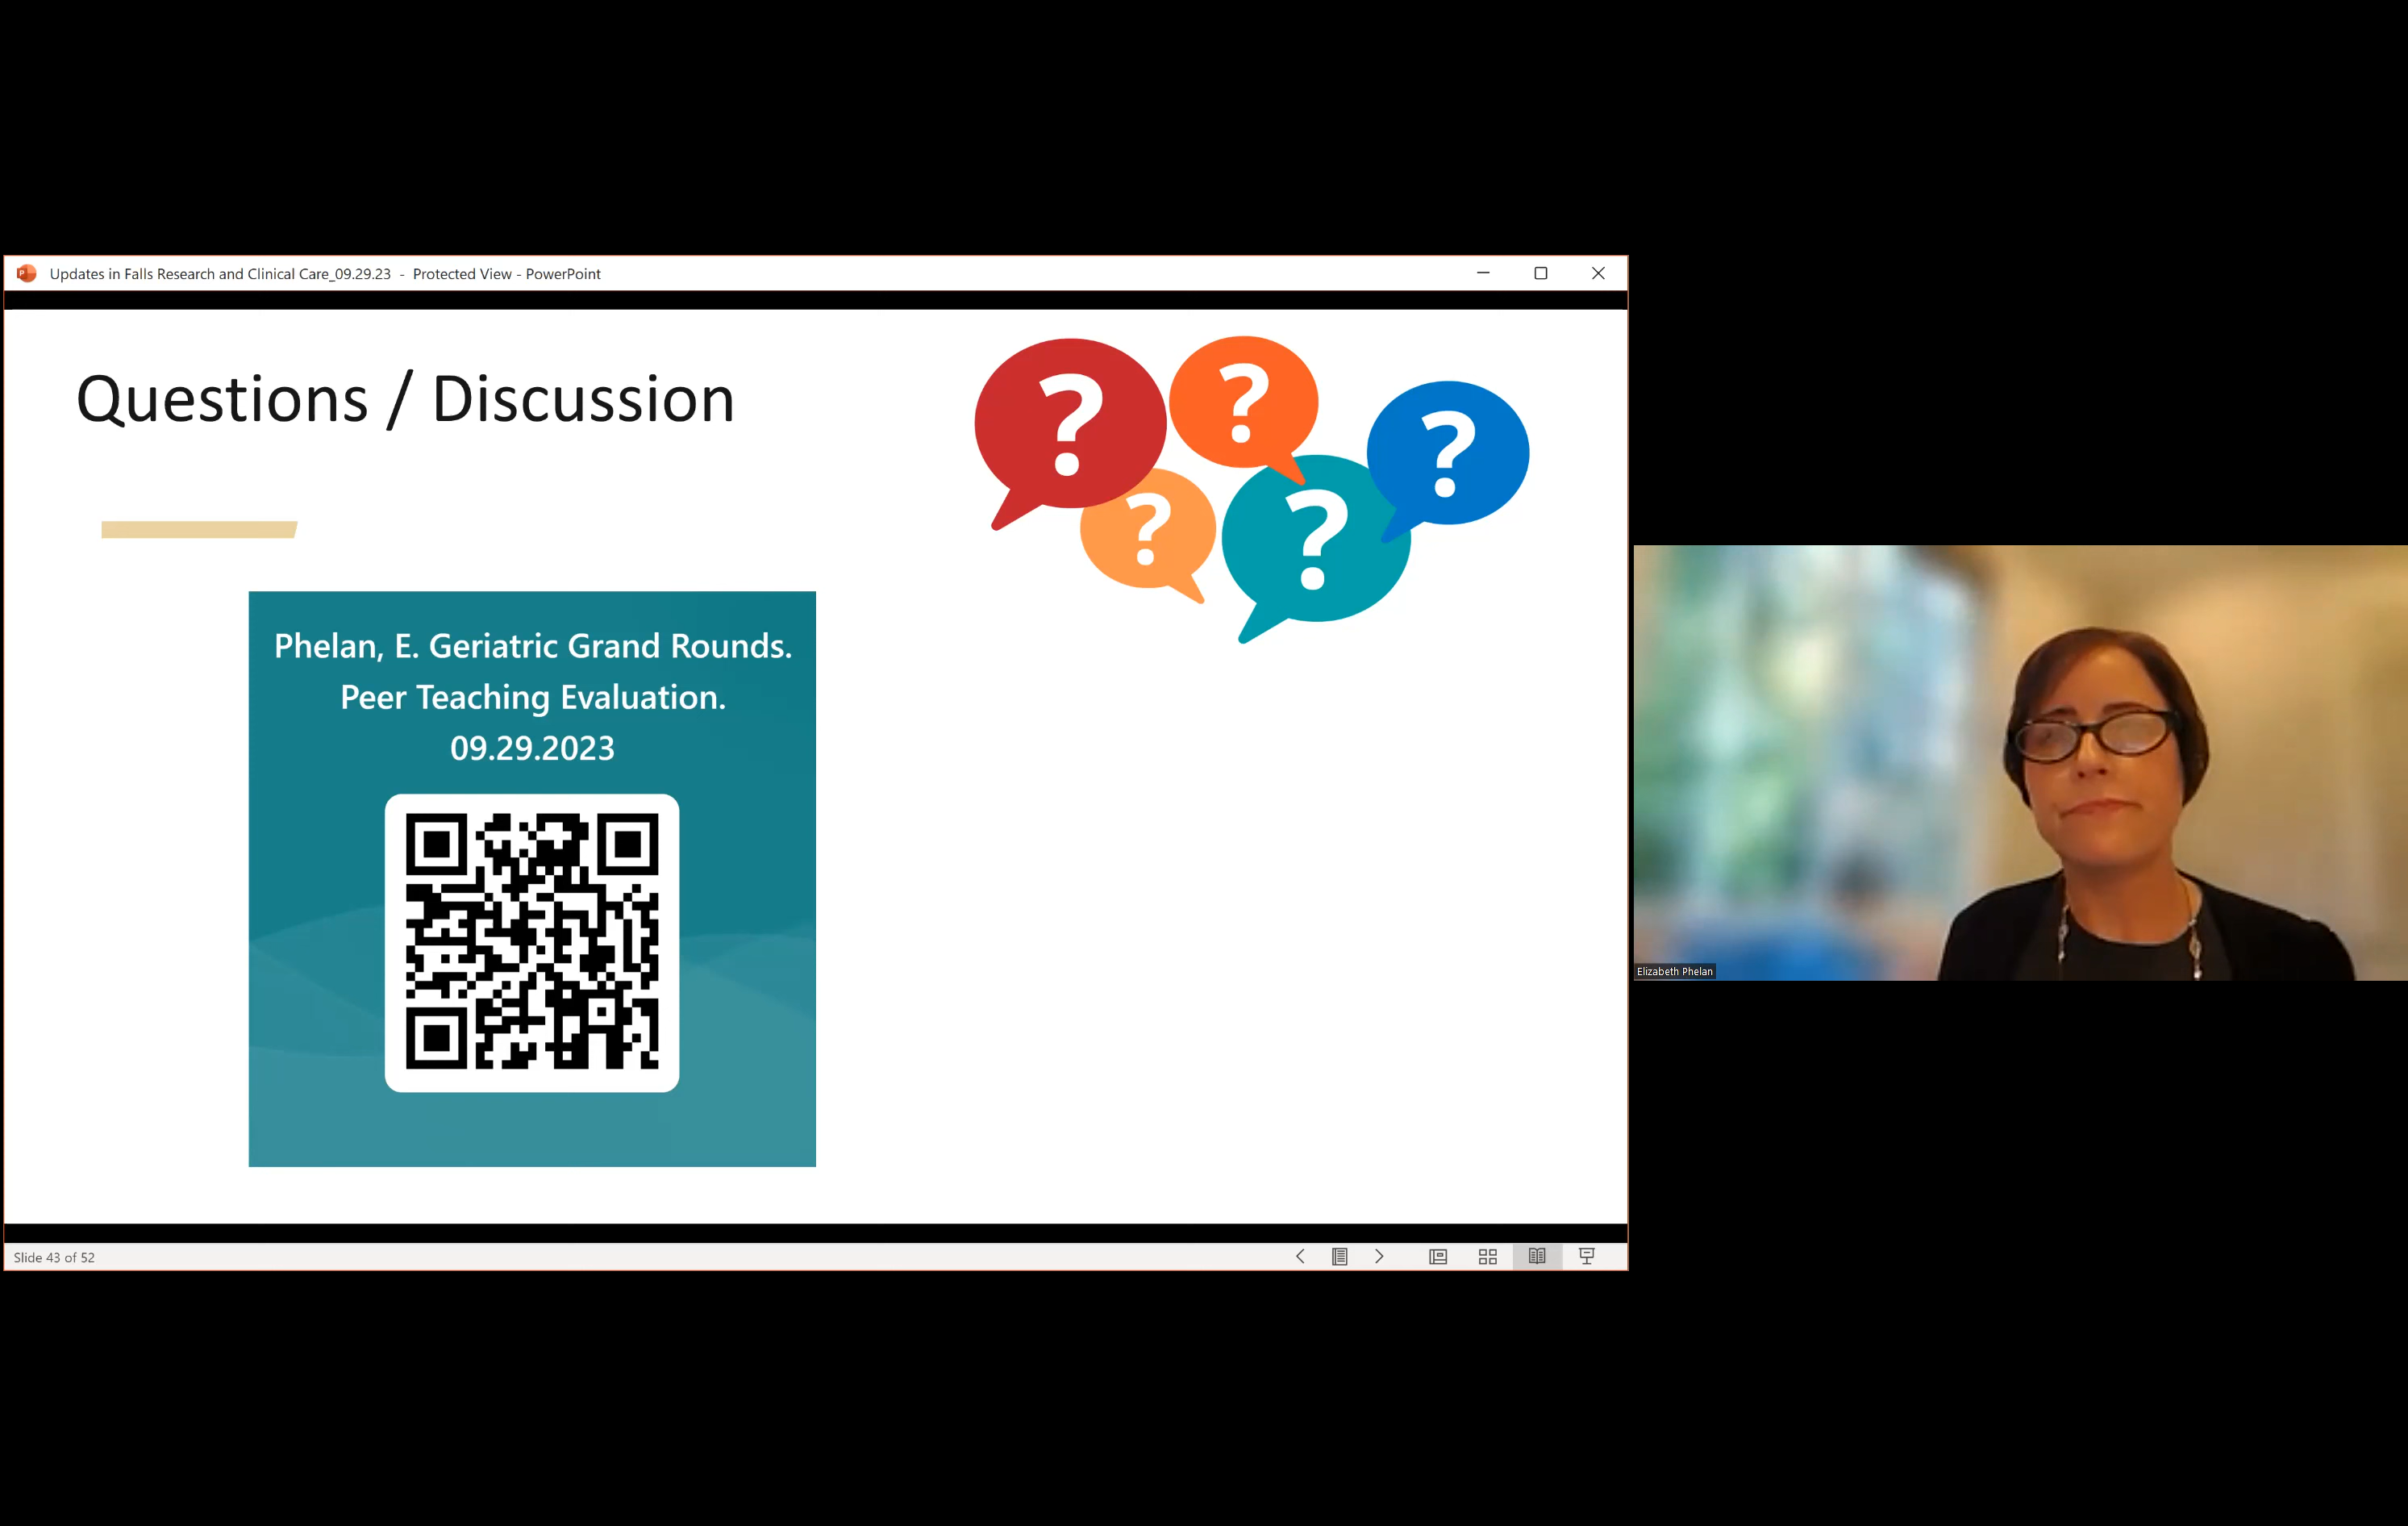 Updates in Falls Research and Clinical Care_09.29.23 - Protected View - PowerPoint
Questions / Discussion
? ? ? ? ?
Phelan, E. Geriatric Grand Rounds.
Peer Teaching Evaluation.
09.29.2023
Elizabeth Phelan
Slide 43 of 52